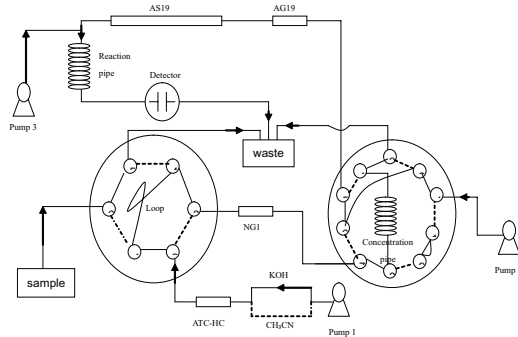 AS19
AG19
Reaction
pipe
Detector
Pump 3
waste
Loop
NG1
Concentration
pipe
Pump
sample
KOH
ATC-HC
CH₃CN
Pump 1